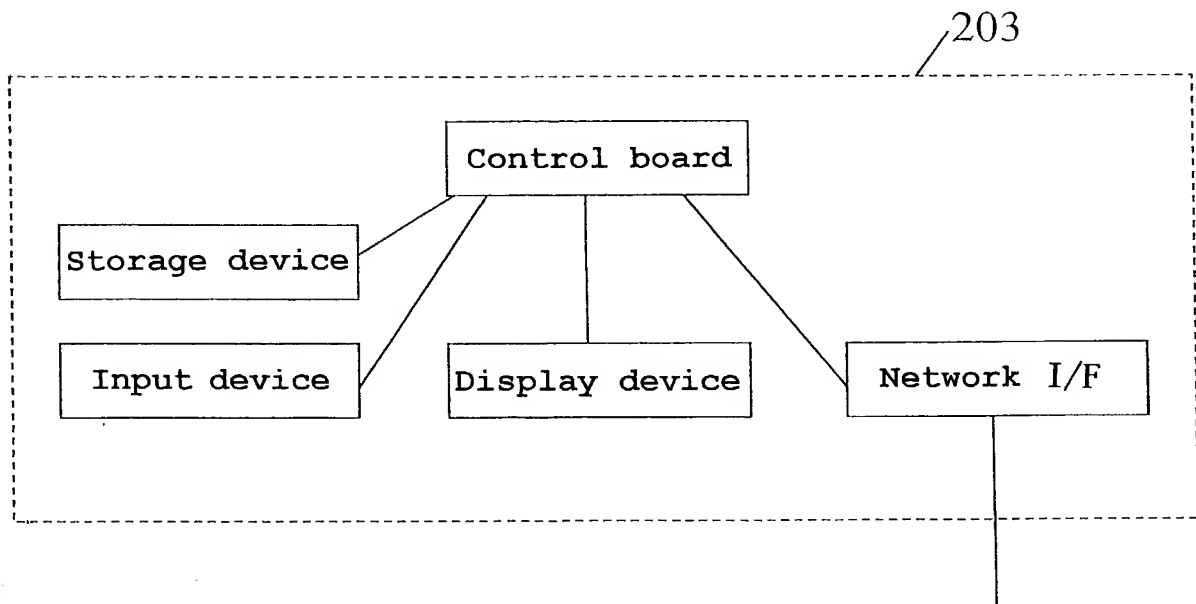 203
Control board
Storage device
Input device
Display device
Network I/F